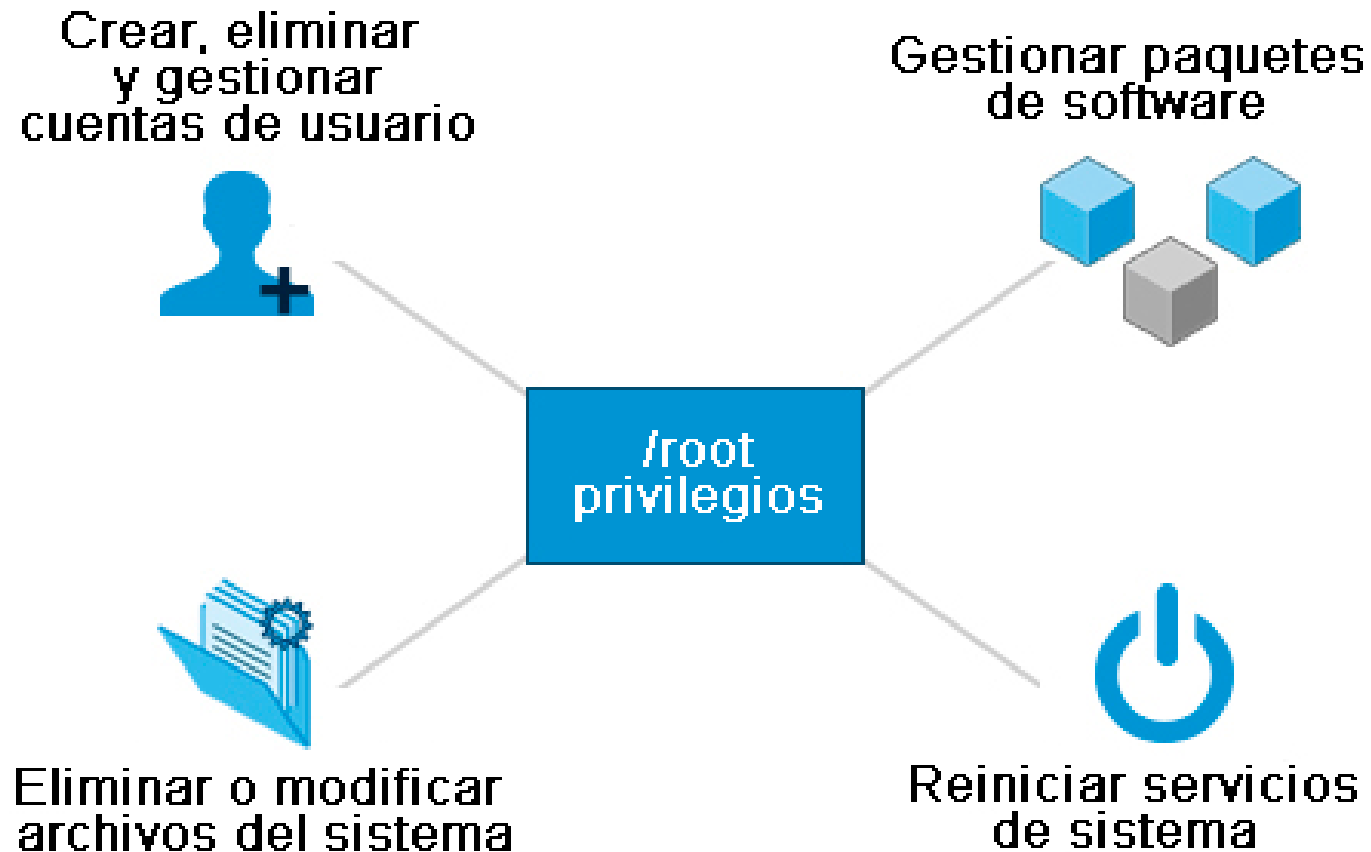 Crear, eliminar
y gestionar
cuentas de usuario
Gestionar paquetes
de software
/root
privilegios
Eliminar o modificar
archivos del sistema
Reiniciar servicios
de sistema